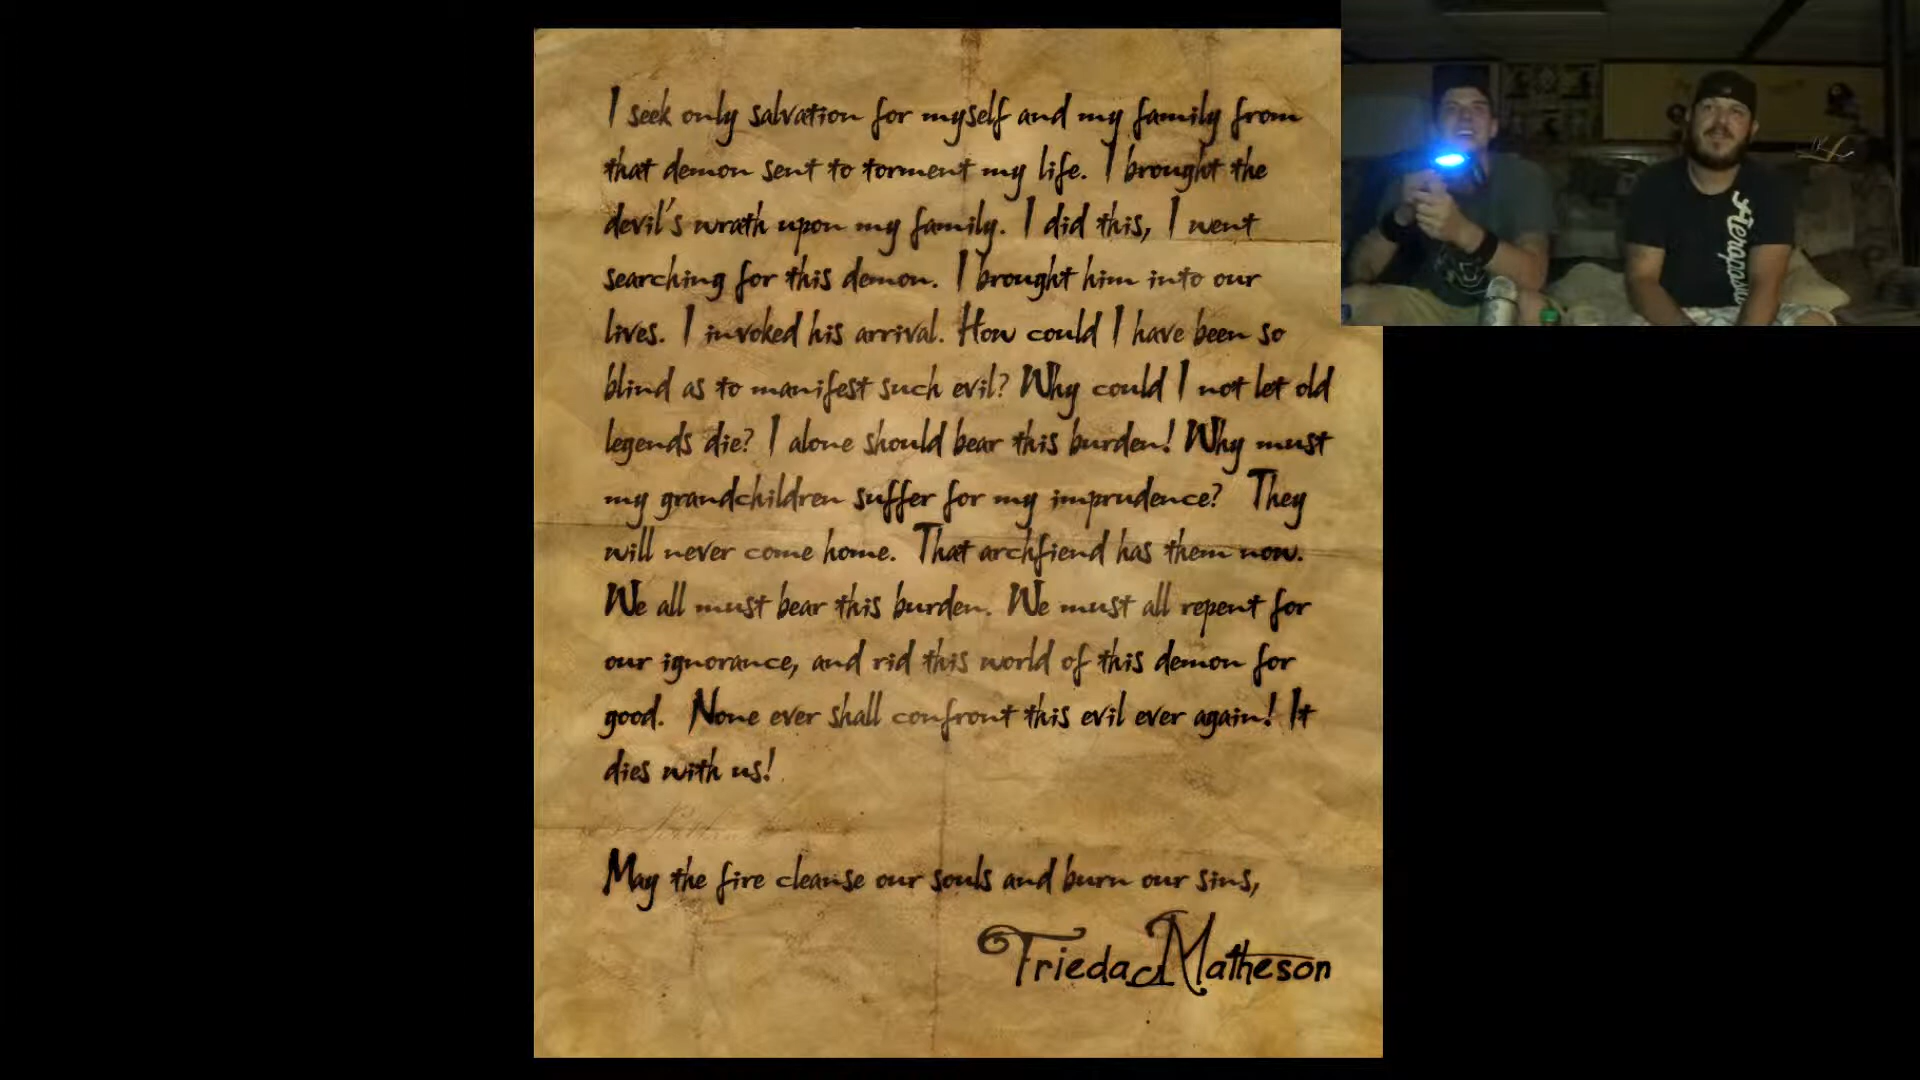 I seek only salvation for myself and my family from
that demon sent to torment my life. I brought the
devil's wrath upon my family. I did this, I went
searching for this demon. I brought him into our
lives. I invoked his arrival. How could I have been so
blind as to manifest such evil? Why could I not let old
legends die? I alone should bear this burden! Why must
my grandchildren suffer for my imprudence? They
will never come home. That archfiend has them now.
We all must bear this burden. We must all repent for
our ignorance, and rid this world of this demon for
good. None ever shall confront this evil ever again! It
dies with us!
May the fire cleanse our souls and burn our sins,
Frieda Matheson